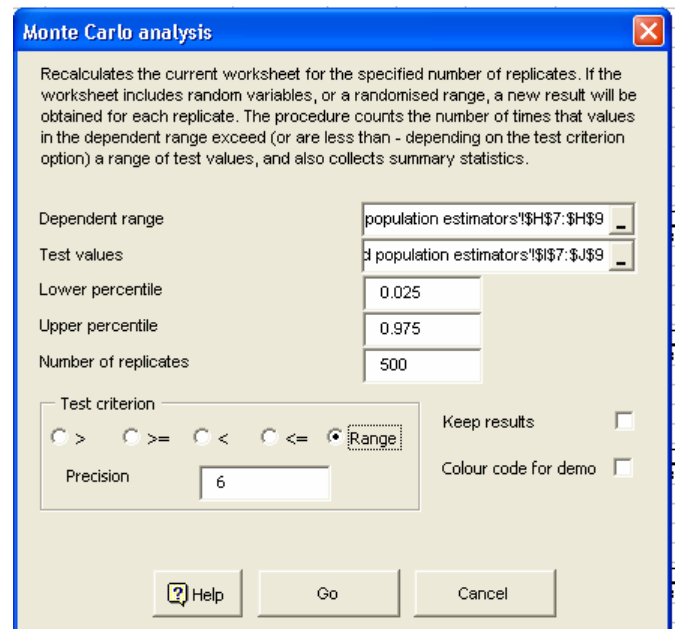 Monte Carlo analysis
Recalculates the current worksheet for the specified number of replicates. If the
worksheet includes random variables, or a randomised range, a new result will be
obtained for each replicate. The procedure counts the number of times that values
in the dependent range exceed (or are less than - depending on the test criterion
option) a range of test values, and also collects summary statistics.
Dependent range population estimators'!$H$7:$H$9 _
Test values d population estimators'!$I$7:$J$9 _
Lower percentile 0.025
Upper percentile 0.975
Number of replicates 500
Test criterion
> >= < <= Range
Precision 6
Keep results
Colour code for demo
Help Go Cancel